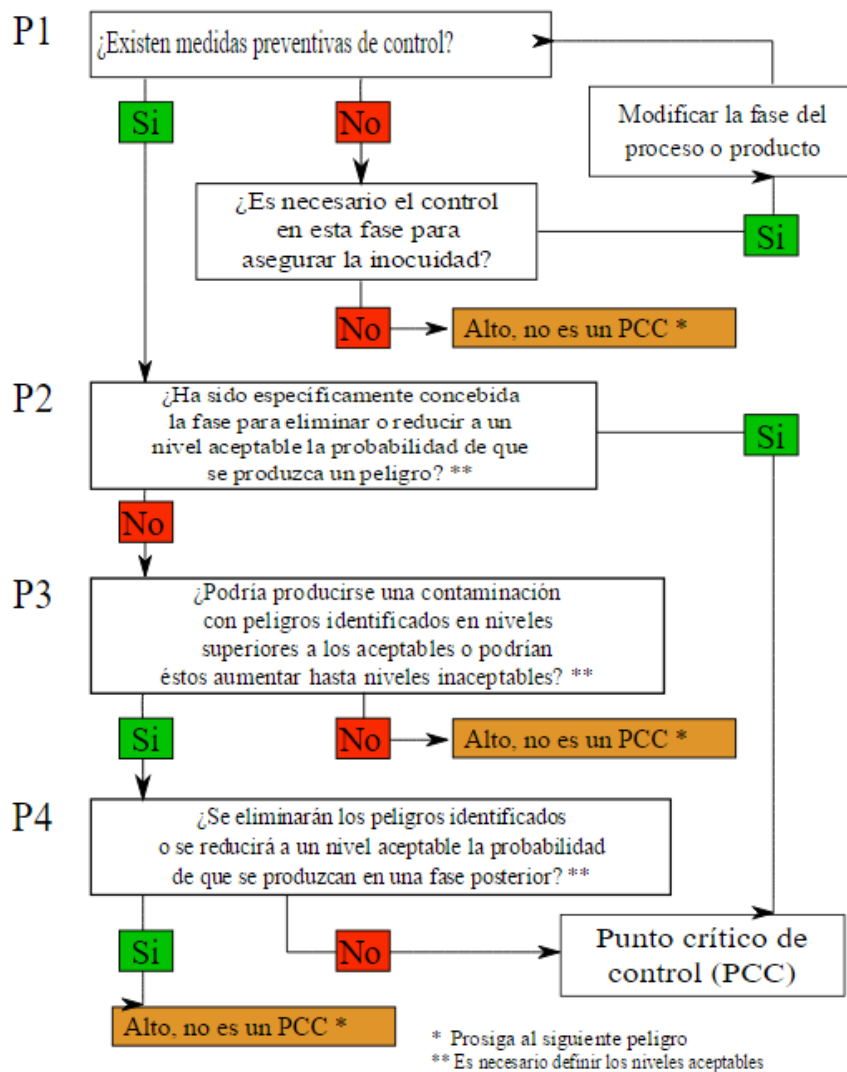 P1
¿Existen medidas preventivas de control?
Si
No
Modificar la fase del
proceso o producto
¿Es necesario el control
en esta fase para
asegurar la inocuidad?
Si
No
Alto, no es un PCC *
P2
¿Ha sido específicamente concebida
la fase para eliminar o reducir a un
nivel aceptable la probabilidad de que
se produzca un peligro? **
Si
No
P3
¿Podría producirse una contaminación
con peligros identificados en niveles
superiores a los aceptables o podrían
éstos aumentar hasta niveles inaceptables? **
Si
No
Alto, no es un PCC *
P4
¿Se eliminarán los peligros identificados
o se reducirá a un nivel aceptable la probabilidad
de que se produzcan en una fase posterior? **
Si
No
Punto crítico de
control (PCC)
Alto, no es un PCC *
* Prosiga al siguiente peligro
** Es necesario definir los niveles aceptables